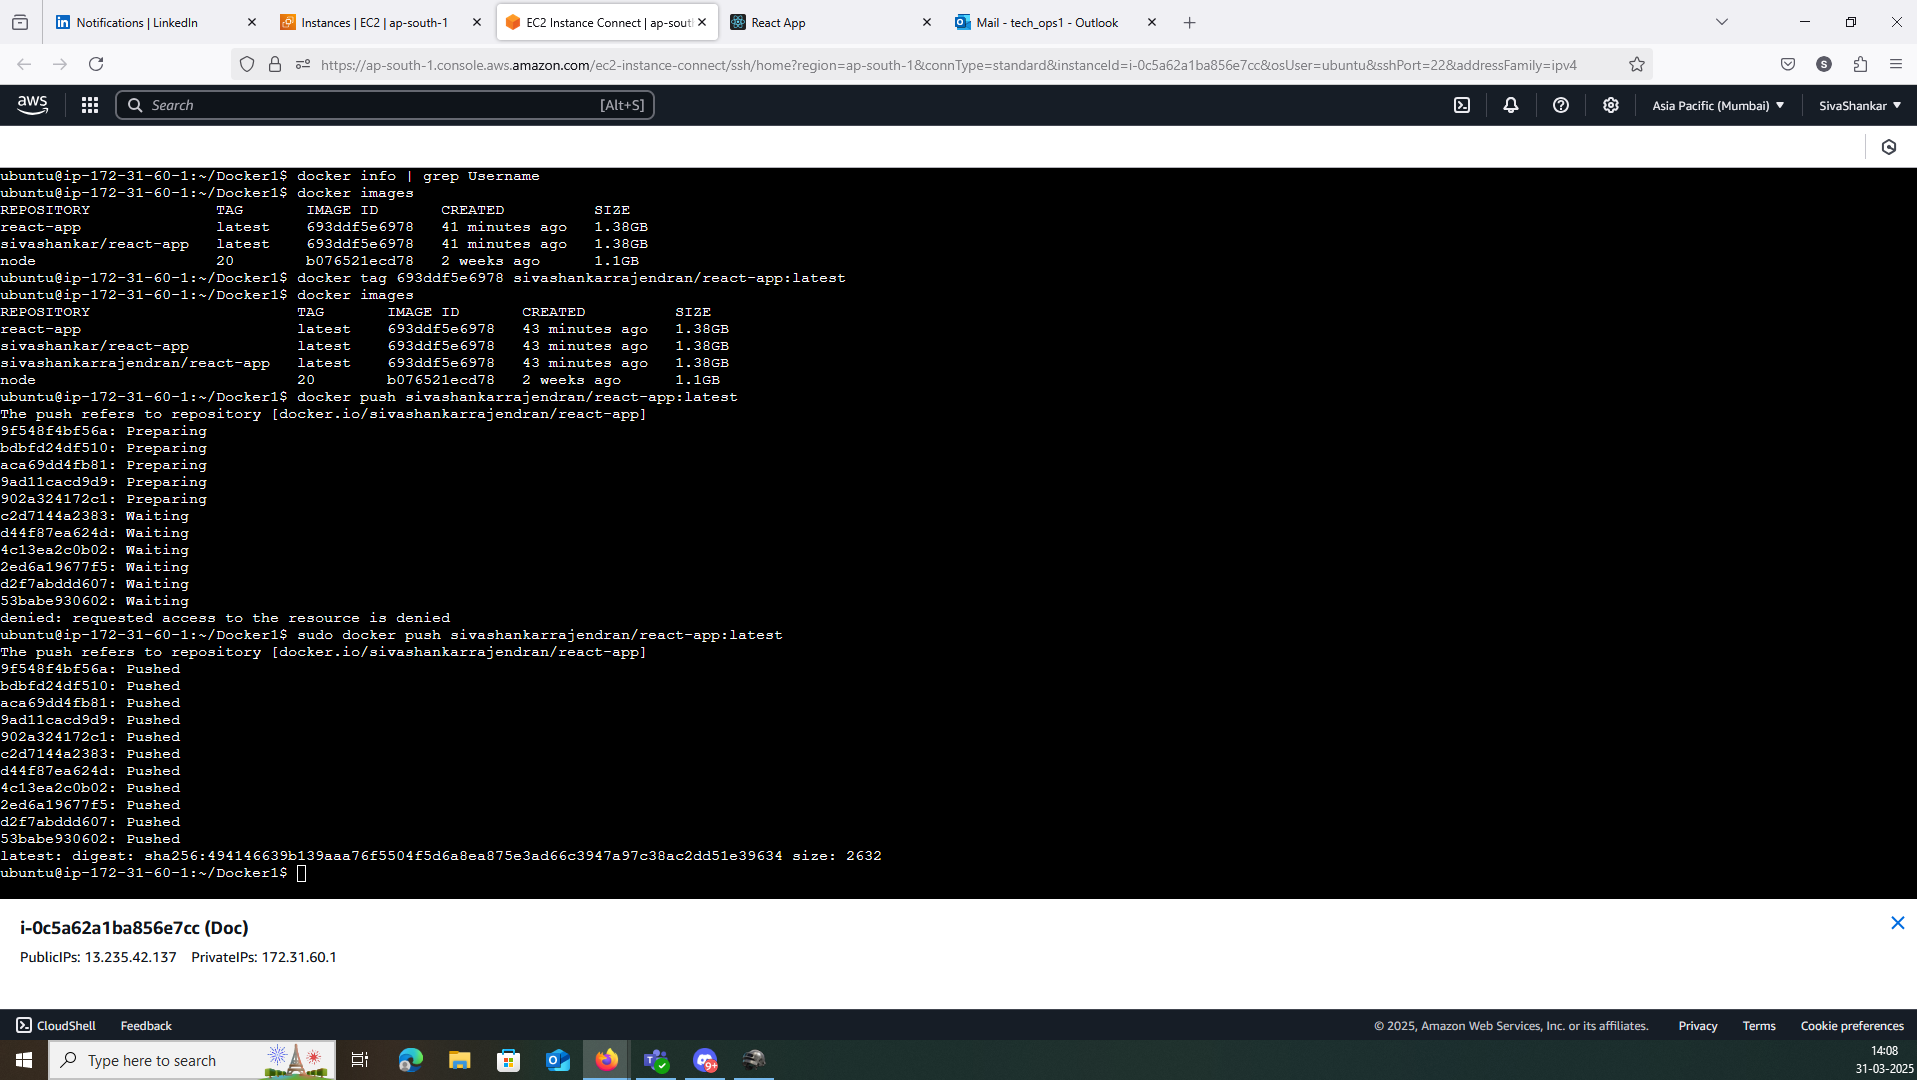 Notifications | LinkedIn
Instances | EC2 | ap-south-1
EC2 Instance Connect | ap-sout
React App
Mail - tech_ops1 - Outlook
https://ap-south-1.console.aws.amazon.com/ec2-instance-connect/ssh/home?region=ap-south-1&connType=standard&instanceId=i-0c5a62a1ba856e7cc&osUser=ubuntu&sshPort=22&addressFamily=ipv4
S
aws
Search
[Alt+S]
Asia Pacific (Mumbai)
SivaShankar
ubuntu@ip-172-31-60-1:~/Docker1$ docker info | grep Username
ubuntu@ip-172-31-60-1:~/Docker1$ docker images
REPOSITORY TAG IMAGE ID CREATED SIZE
react-app latest 693ddf5e6978 41 minutes ago 1.38GB
sivashankar/react-app latest 693ddf5e6978 41 minutes ago 1.38GB
node 20 b076521ecd78 2 weeks ago 1.1GB
ubuntu@ip-172-31-60-1:~/Docker1$ docker tag 693ddf5e6978 sivashankarrajendran/react-app:latest
ubuntu@ip-172-31-60-1:~/Docker1$ docker images
REPOSITORY TAG IMAGE ID CREATED SIZE
react-app latest 693ddf5e6978 43 minutes ago 1.38GB
sivashankar/react-app latest 693ddf5e6978 43 minutes ago 1.38GB
sivashankarrajendran/react-app latest 693ddf5e6978 43 minutes ago 1.38GB
node 20 b076521ecd78 2 weeks ago 1.1GB
ubuntu@ip-172-31-60-1:~/Docker1$ docker push sivashankarrajendran/react-app:latest
The push refers to repository [docker.io/sivashankarrajendran/react-app]
9f548f4bf56a: Preparing
bdbfd24df510: Preparing
aca69dd4fb81: Preparing
9ad11cacd9d9: Preparing
902a324172c1: Preparing
c2d7144a2383: Waiting
d44f87ea624d: Waiting
4c13ea2c0b02: Waiting
2ed6a19677f5: Waiting
d2f7abddd607: Waiting
53babe930602: Waiting
denied: requested access to the resource is denied
ubuntu@ip-172-31-60-1:~/Docker1$ sudo docker push sivashankarrajendran/react-app:latest
The push refers to repository [docker.io/sivashankarrajendran/react-app]
9f548f4bf56a: Pushed
bdbfd24df510: Pushed
aca69dd4fb81: Pushed
9ad11cacd9d9: Pushed
902a324172c1: Pushed
c2d7144a2383: Pushed
d44f87ea624d: Pushed
4c13ea2c0b02: Pushed
2ed6a19677f5: Pushed
d2f7abddd607: Pushed
53babe930602: Pushed
latest: digest: sha256:494146639b139aaa76f5504f5d6a8ea875e3ad66c3947a97c38ac2dd51e39634 size: 2632
ubuntu@ip-172-31-60-1:~/Docker1$
i-0c5a62a1ba856e7cc (Doc)
PublicIPs: 13.235.42.137 PrivateIPs: 172.31.60.1
CloudShell
Feedback
© 2025, Amazon Web Services, Inc. or its affiliates.
Privacy
Terms
Cookie preferences
Type here to search
14:08
31-03-2025